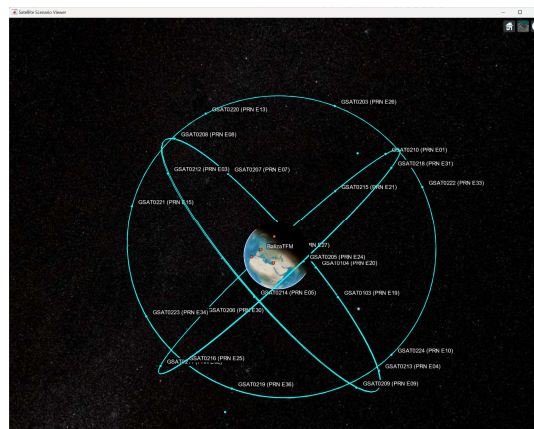 Satellite Scenario Viewer
GSAT0203 (PRN E26)
GSAT0220 (PRN E13)
GSAT0208 (PRN E08)
GSAT0210 (PRN E01)
GSAT0218 (PRN E31)
GSAT0212 (PRN E03)
GSAT0207 (PRN E07)
GSAT0222 (PRN E33)
GSAT0215 (PRN E21)
GSAT0221 (PRN E15)
BalizaTFM
RN E27)
GSAT0205 (PRN E24)
GSAT0104 (PRN E20)
GSAT0214 (PRN E05)
GSAT0103 (PRN E19)
GSAT0206 (PRN E30)
GSAT0223 (PRN E34)
GSAT0224 (PRN E10)
GSAT0216 (PRN E25)
GSAT0213 (PRN E04)
GSAT0219 (PRN E36)
GSAT0209 (PRN E09)